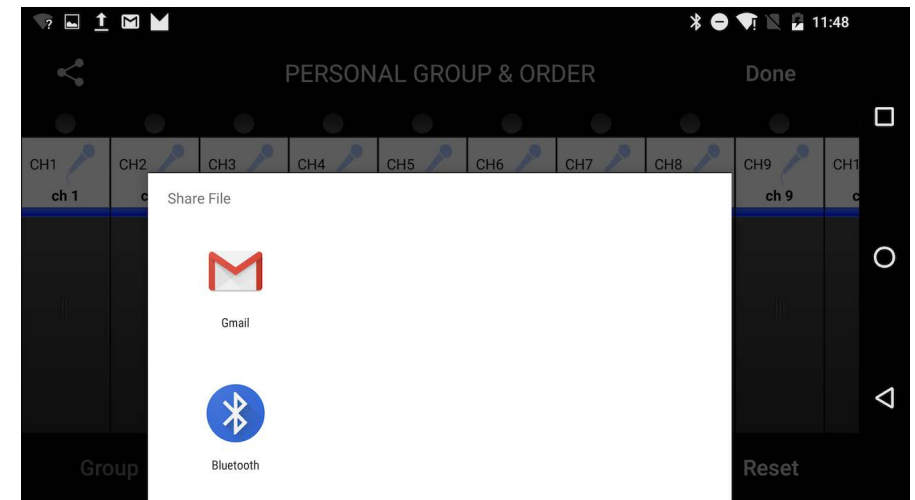 11:48
PERSONAL GROUP & ORDER
Done
CH1
CH2
CH3
CH4
CH5
CH6
CH7
CH8
CH9
CH1
ch 1
c
ch 9
c
Share File
Gmail
Bluetooth
Group
Reset